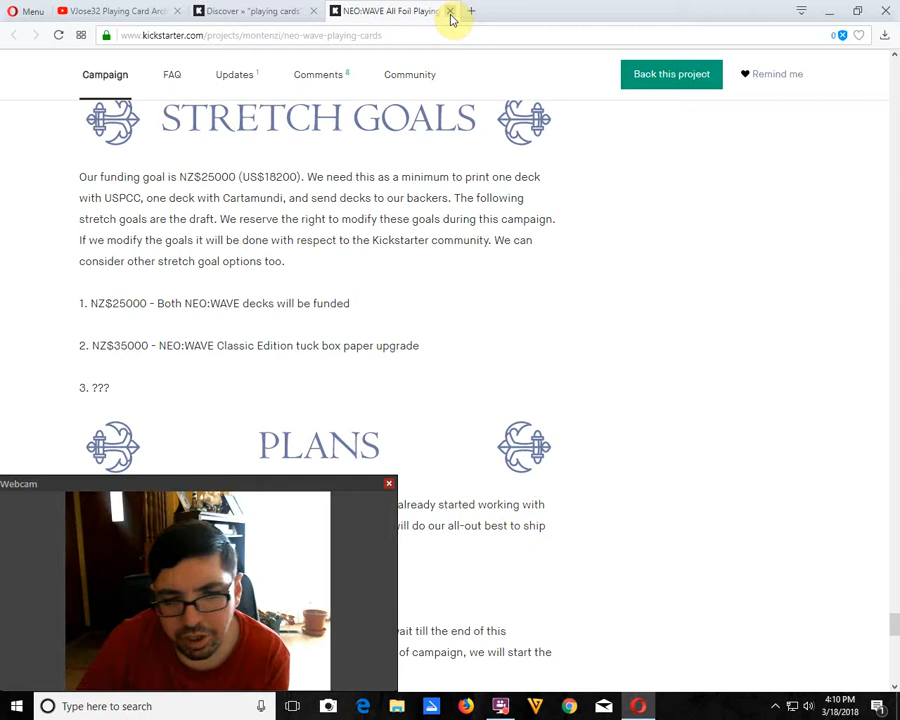 Menu
VJose32 Playing Card Arc
Discover » "playing cards"
NEO:WAVE All Foil Playing
www.kickstarter.com/projects/montenzi/neo-wave-playing-cards
0
Campaign
FAQ
Updates 1
Comments 8
Community
Back this project
Remind me
STRETCH GOALS
Our funding goal is NZ$25000 (US$18200). We need this as a minimum to print one deck
with USPCC, one deck with Cartamundi, and send decks to our backers. The following
stretch goals are the draft. We reserve the right to modify these goals during this campaign.
If we modify the goals it will be done with respect to the Kickstarter community. We can
consider other stretch goal options too.
1. NZ$25000 - Both NEO:WAVE decks will be funded
2. NZ$35000 - NEO:WAVE Classic Edition tuck box paper upgrade
3. ???
PLANS
Webcam
already started working with
will do our all-out best to ship
wait till the end of this
of campaign, we will start the
Type here to search
4:10 PM
3/18/2018
1